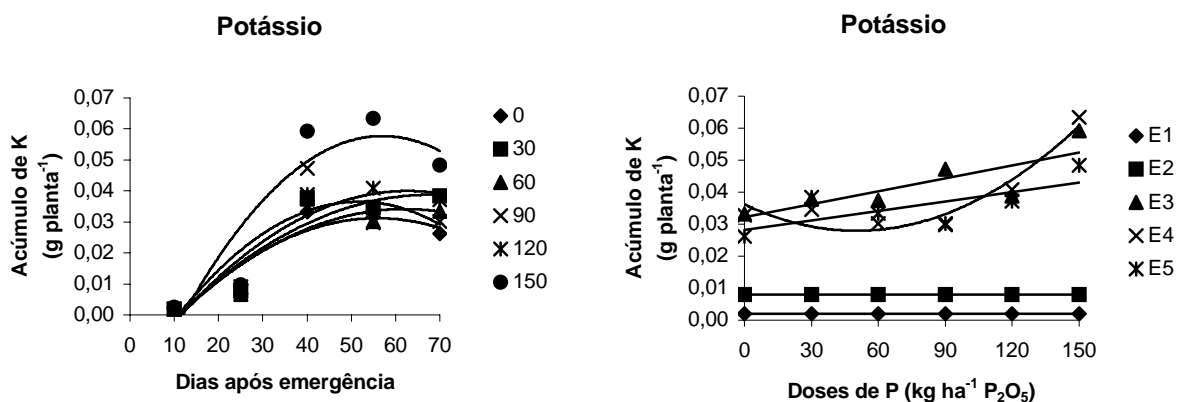 Potássio
Acúmulo de K
(g planta-1)
0,07
0,06
0,05
0,04
0,03
0,02
0,01
0,00
0 10 20 30 40 50 60 70
Dias após emergência
0
30
60
90
120
150
Potássio
Acúmulo de K
(g planta-1)
0,07
0,06
0,05
0,04
0,03
0,02
0,01
0,00
0 30 60 90 120 150
Doses de P (kg ha-1 P2O5)
E1
E2
E3
E4
E5